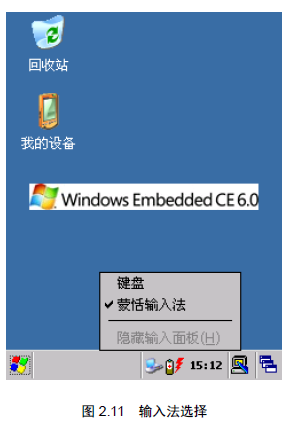 回收站
我的设备
Windows Embedded CE 6.0
键盘
蒙恬输入法
隐藏输入面板(H)
15:12
图 2.11 输入法选择